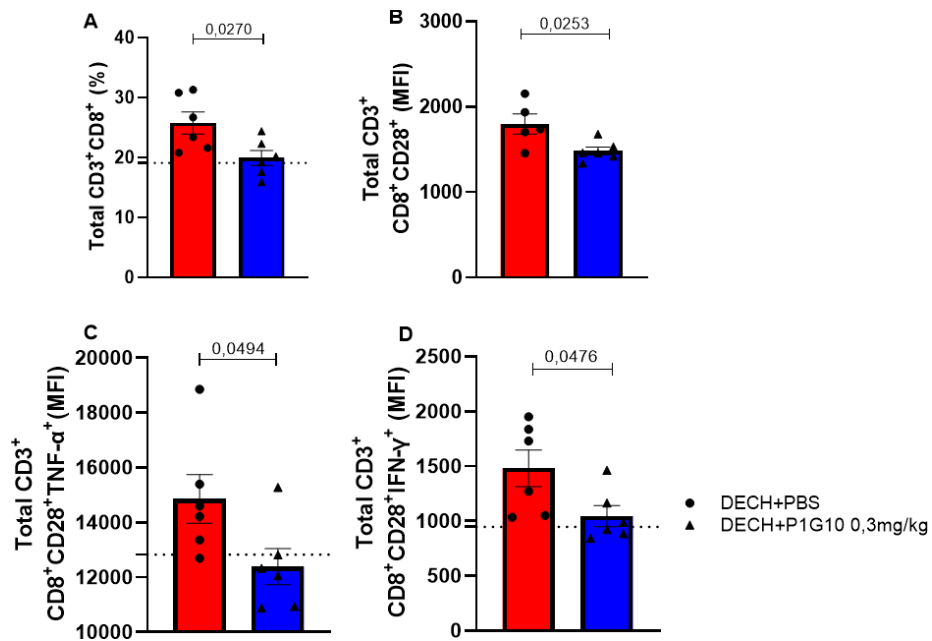 A
0,0270
Total CD3⁺CD8⁺ (%)
40
30
20
10
0
B
0,0253
Total CD3⁺
CD8⁺CD28⁺ (MFI)
3000
2000
1000
0
C
0,0494
Total CD3⁺
CD8⁺CD28⁺TNF-α⁺(MFI)
20000
18000
16000
14000
12000
10000
D
0,0476
Total CD3⁺
CD8⁺CD28⁺IFN-γ⁺ (MFI)
2500
2000
1500
1000
500
0
DECH+PBS
DECH+P1G10 0,3mg/kg